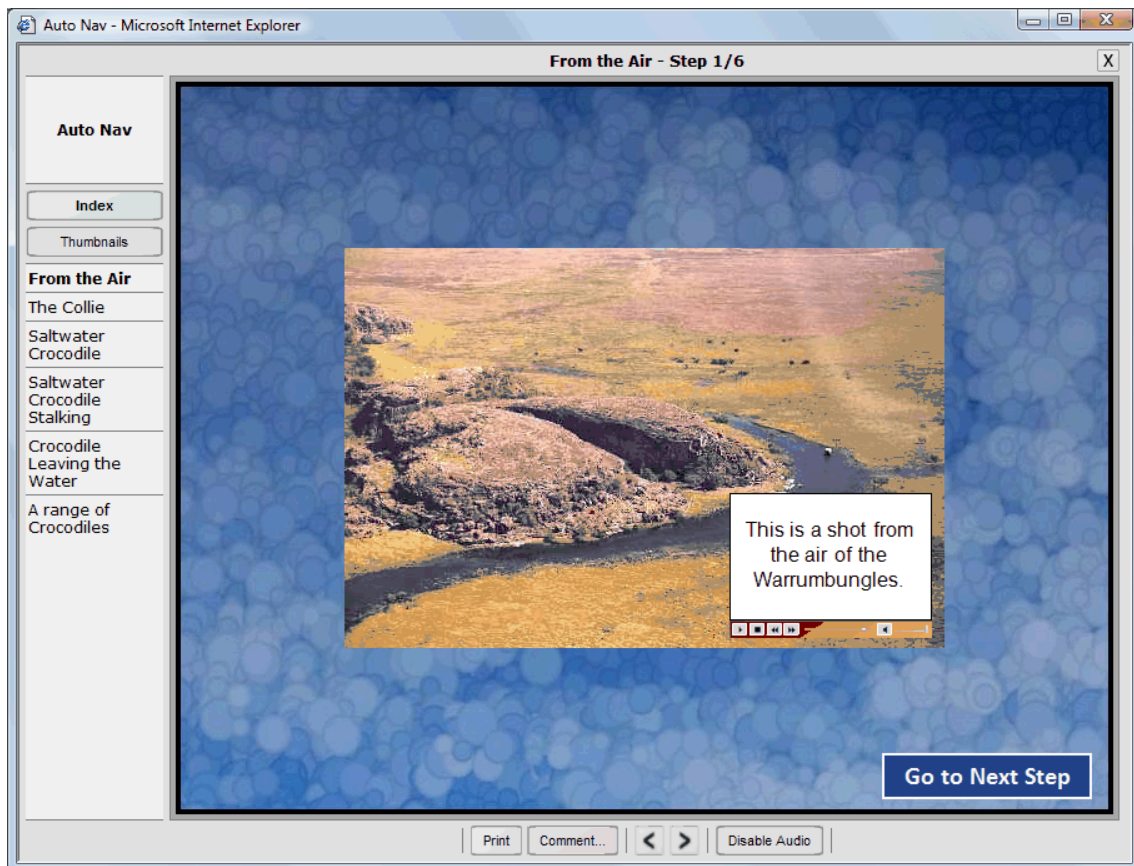 Auto Nav - Microsoft Internet Explorer
From the Air - Step 1/6
X
Auto Nav
Index
Thumbnails
From the Air
The Collie
Saltwater
Crocodile
Saltwater
Crocodile
Stalking
Crocodile
Leaving the
Water
A range of
Crocodiles
This is a shot from
the air of the
Warrumbungles.
Go to Next Step
Print
Comment...
Disable Audio